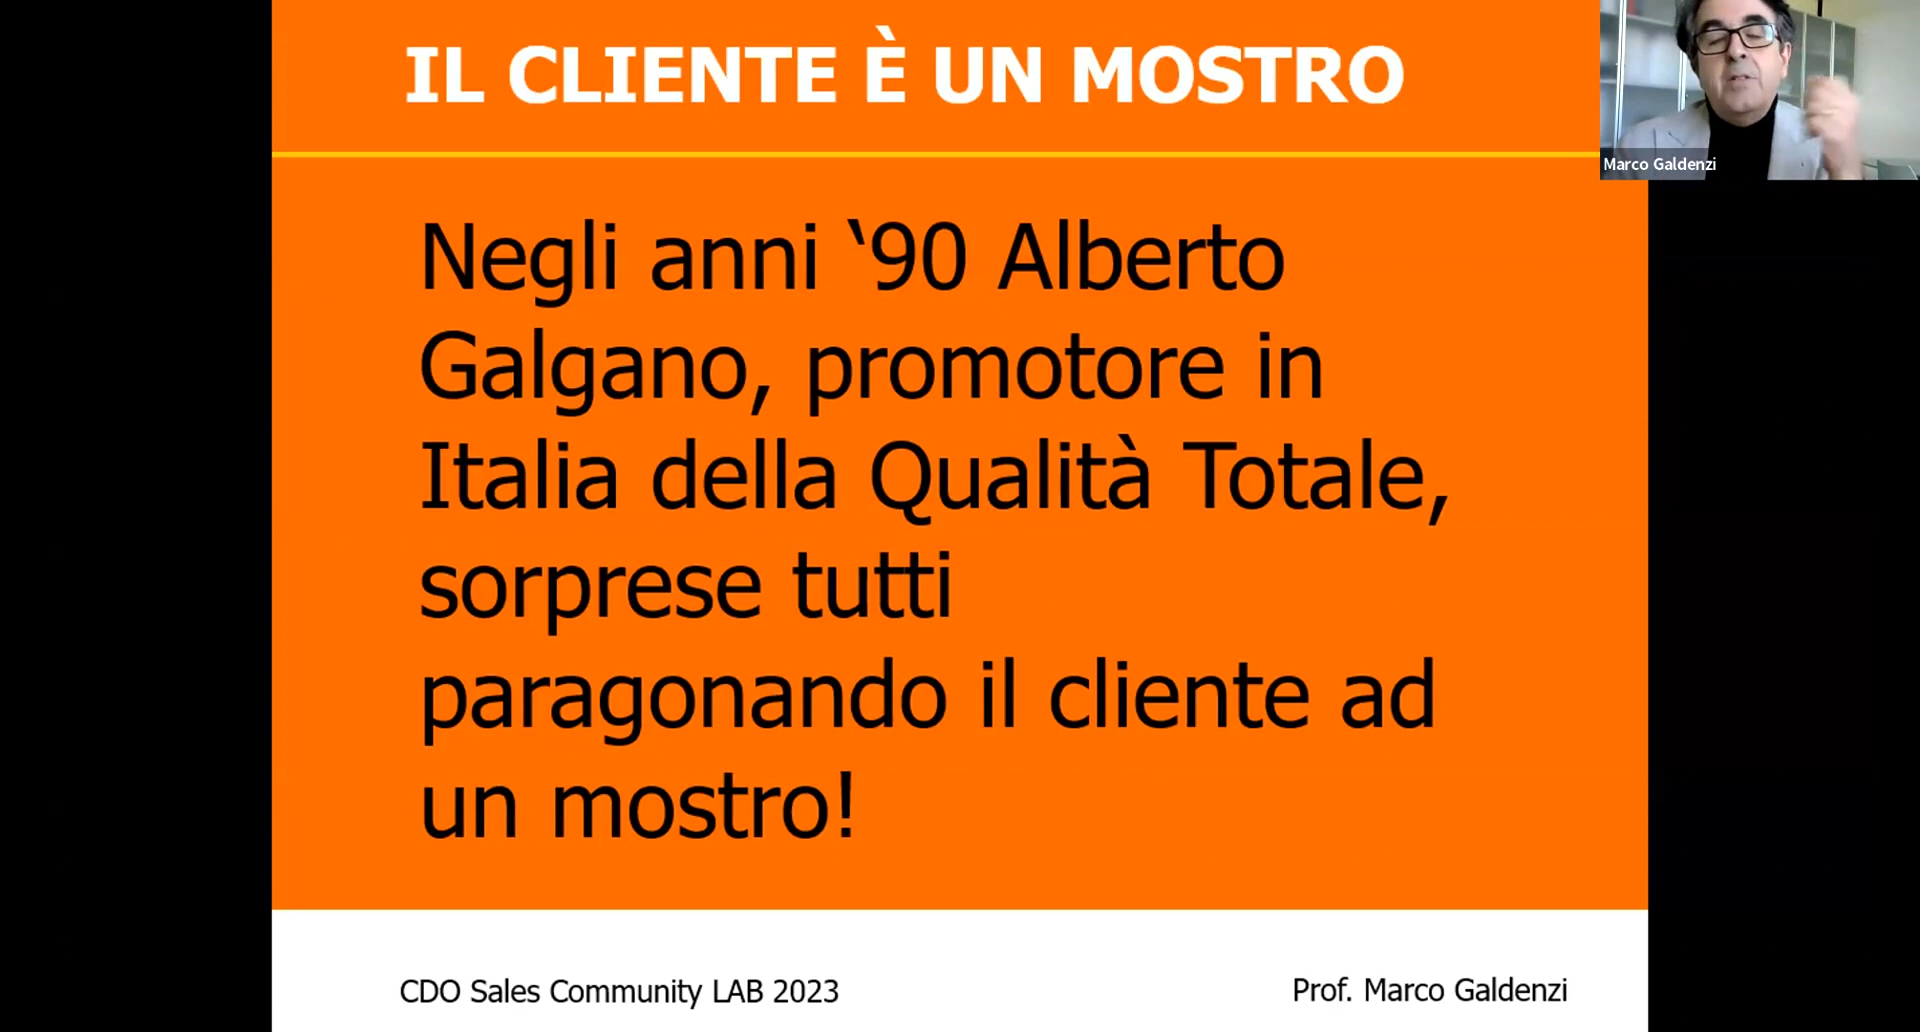 IL CLIENTE È UN MOSTRO
Marco Galdenzi
Negli anni ‘90 Alberto
Galgano, promotore in
Italia della Qualità Totale,
sorprese tutti
paragonando il cliente ad
un mostro!
CDO Sales Community LAB 2023
Prof. Marco Galdenzi